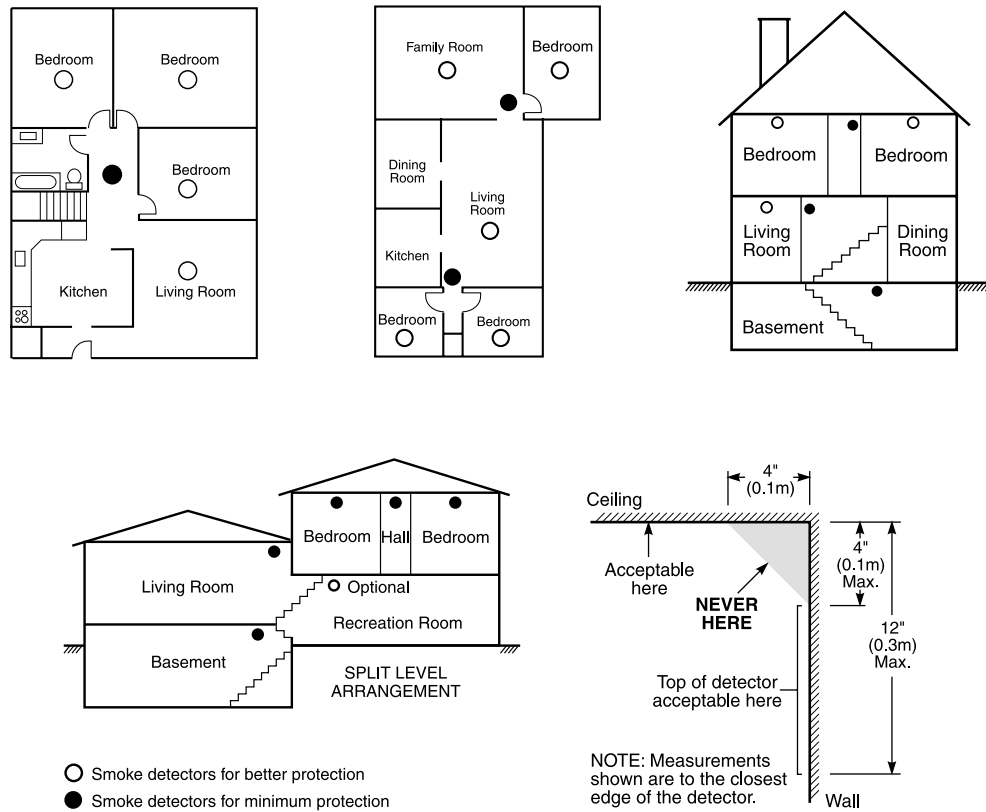 Bedroom
Bedroom
Bedroom
Kitchen
Living Room
Family Room
Bedroom
Dining
Room
Living
Room
Kitchen
Bedroom
Bedroom
Bedroom
Bedroom
Living
Room
Dining
Room
Basement
Bedroom
Hall
Bedroom
Living Room
Optional
Recreation Room
Basement
SPLIT LEVEL
ARRANGEMENT
Smoke detectors for better protection
Smoke detectors for minimum protection
4"
(0.1m)
Ceiling
Acceptable
here
NEVER
HERE
4"
(0.1m)
Max.
12"
(0.3m)
Max.
Top of detector
acceptable here
NOTE: Measurements
shown are to the closest
edge of the detector.
Wall